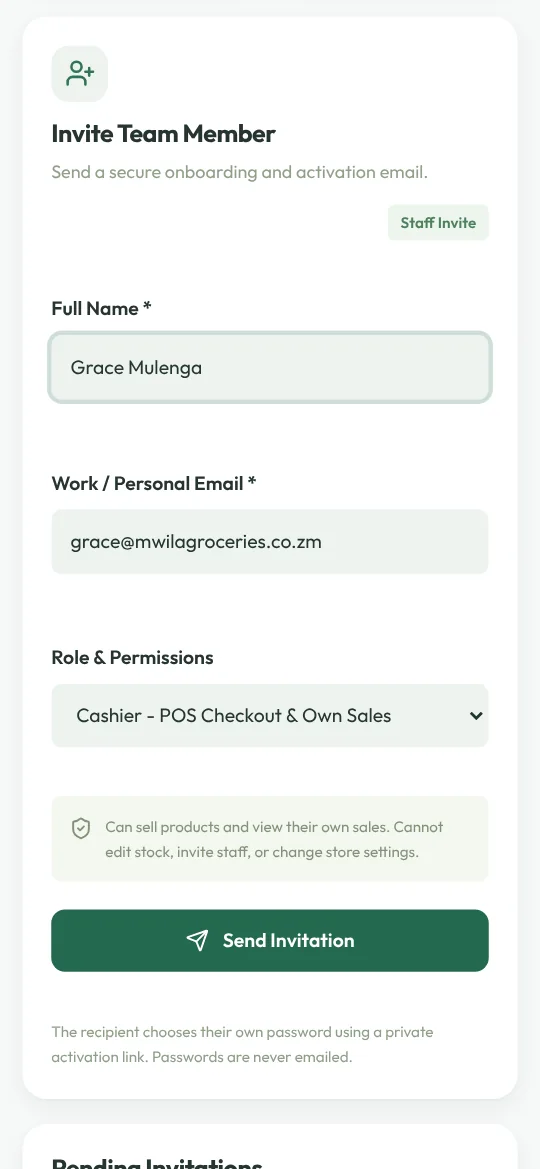 Invite Team Member
Send a secure onboarding and activation email.
Staff Invite
Full Name *
Grace Mulenga
Work / Personal Email *
grace@mwilagroceries.co.zm
Role & Permissions
Cashier - POS Checkout & Own Sales
Can sell products and view their own sales. Cannot
edit stock, invite staff, or change store settings.
Send Invitation
The recipient chooses their own password using a private
activation link. Passwords are never emailed.
Pending Invitations